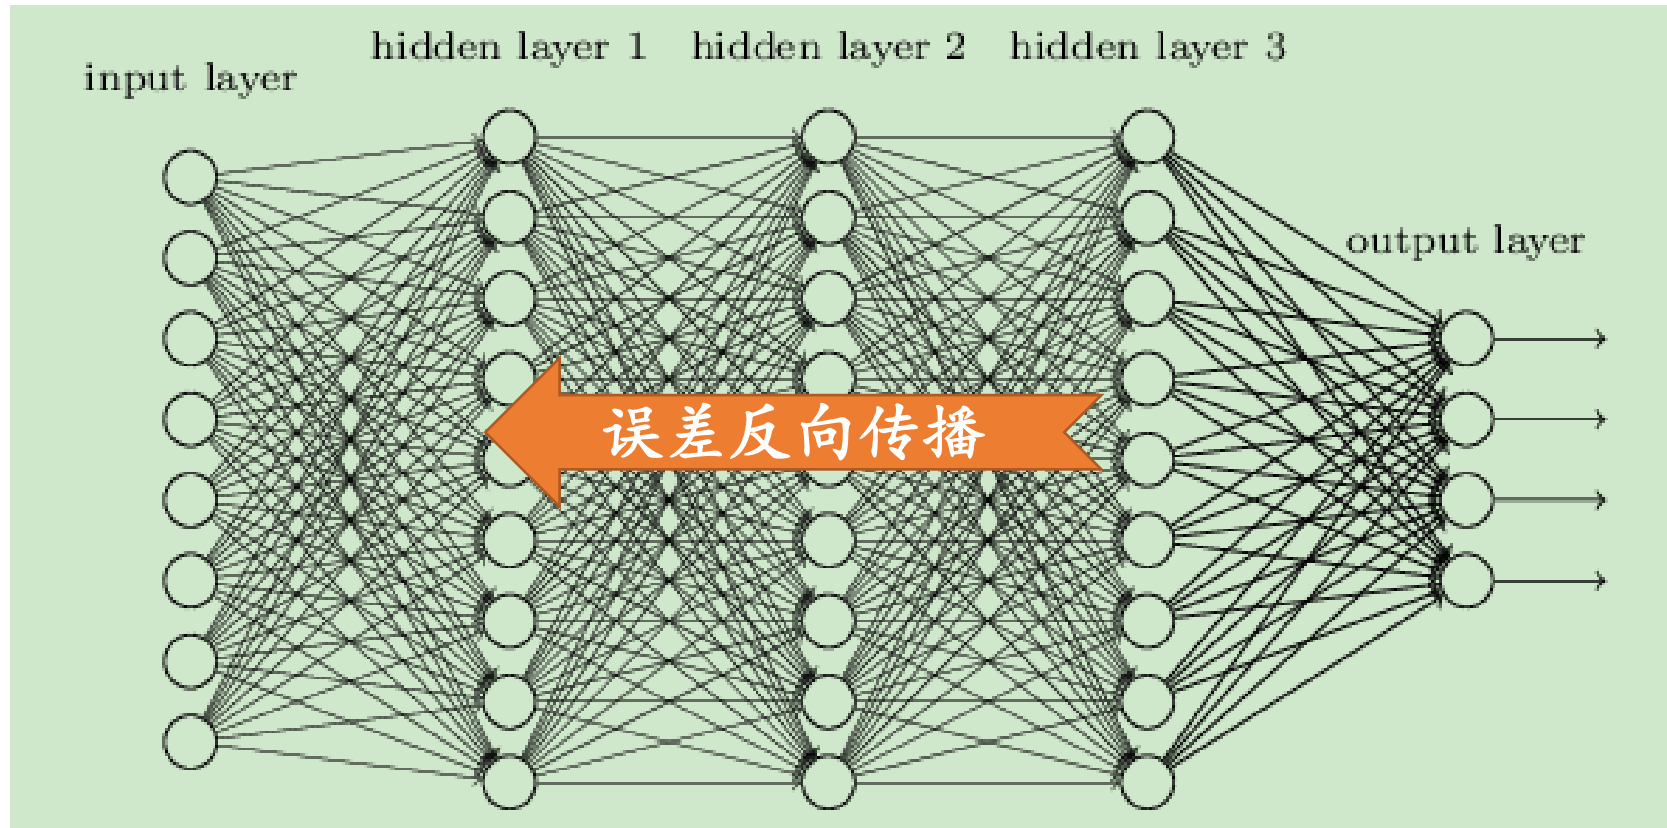 input layer
hidden layer 1
hidden layer 2
hidden layer 3
output layer
误差反向传播